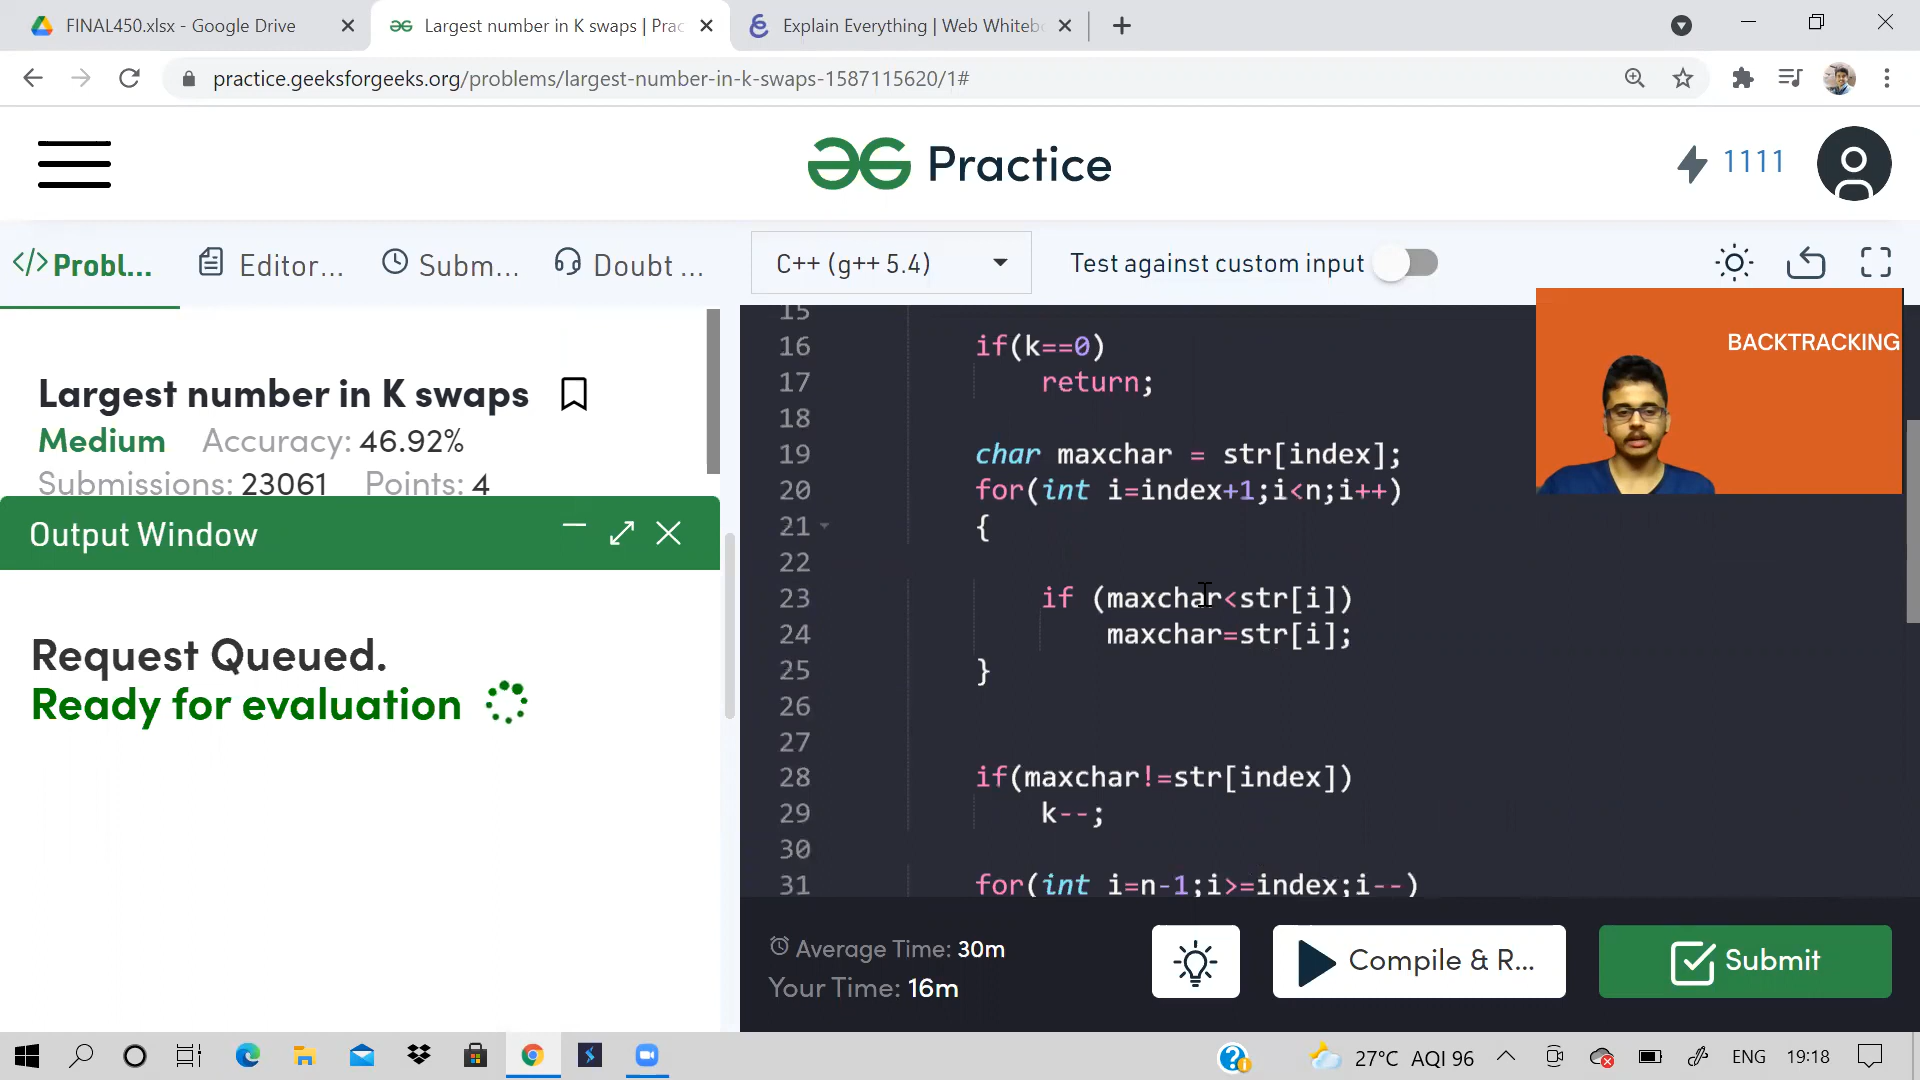 FINAL450.xlsx - Google Drive
Largest number in K swaps | Prac
Explain Everything | Web Whitebo
practice.geeksforgeeks.org/problems/largest-number-in-k-swaps-1587115620/1#
Practice
1111
</> Probl...
Editor...
Subm...
Doubt ...
C++ (g++ 5.4)
Test against custom input
BACKTRACKING
Largest number in K swaps
Medium Accuracy: 46.92%
Submissions: 23061 Points: 4
Output Window
Request Queued.
Ready for evaluation
15
16 if(k==0)
17 return;
18
19 char maxchar = str[index];
20 for(int i=index+1;i<n;i++)
21 {
22
23 if (maxchar<str[i])
24 maxchar=str[i];
25 }
26
27
28 if(maxchar!=str[index])
29 k--;
30
31 for(int i=n-1;i>=index;i--)
Average Time: 30m
Your Time: 16m
Compile & R...
Submit
27°C AQI 96
ENG
19:18